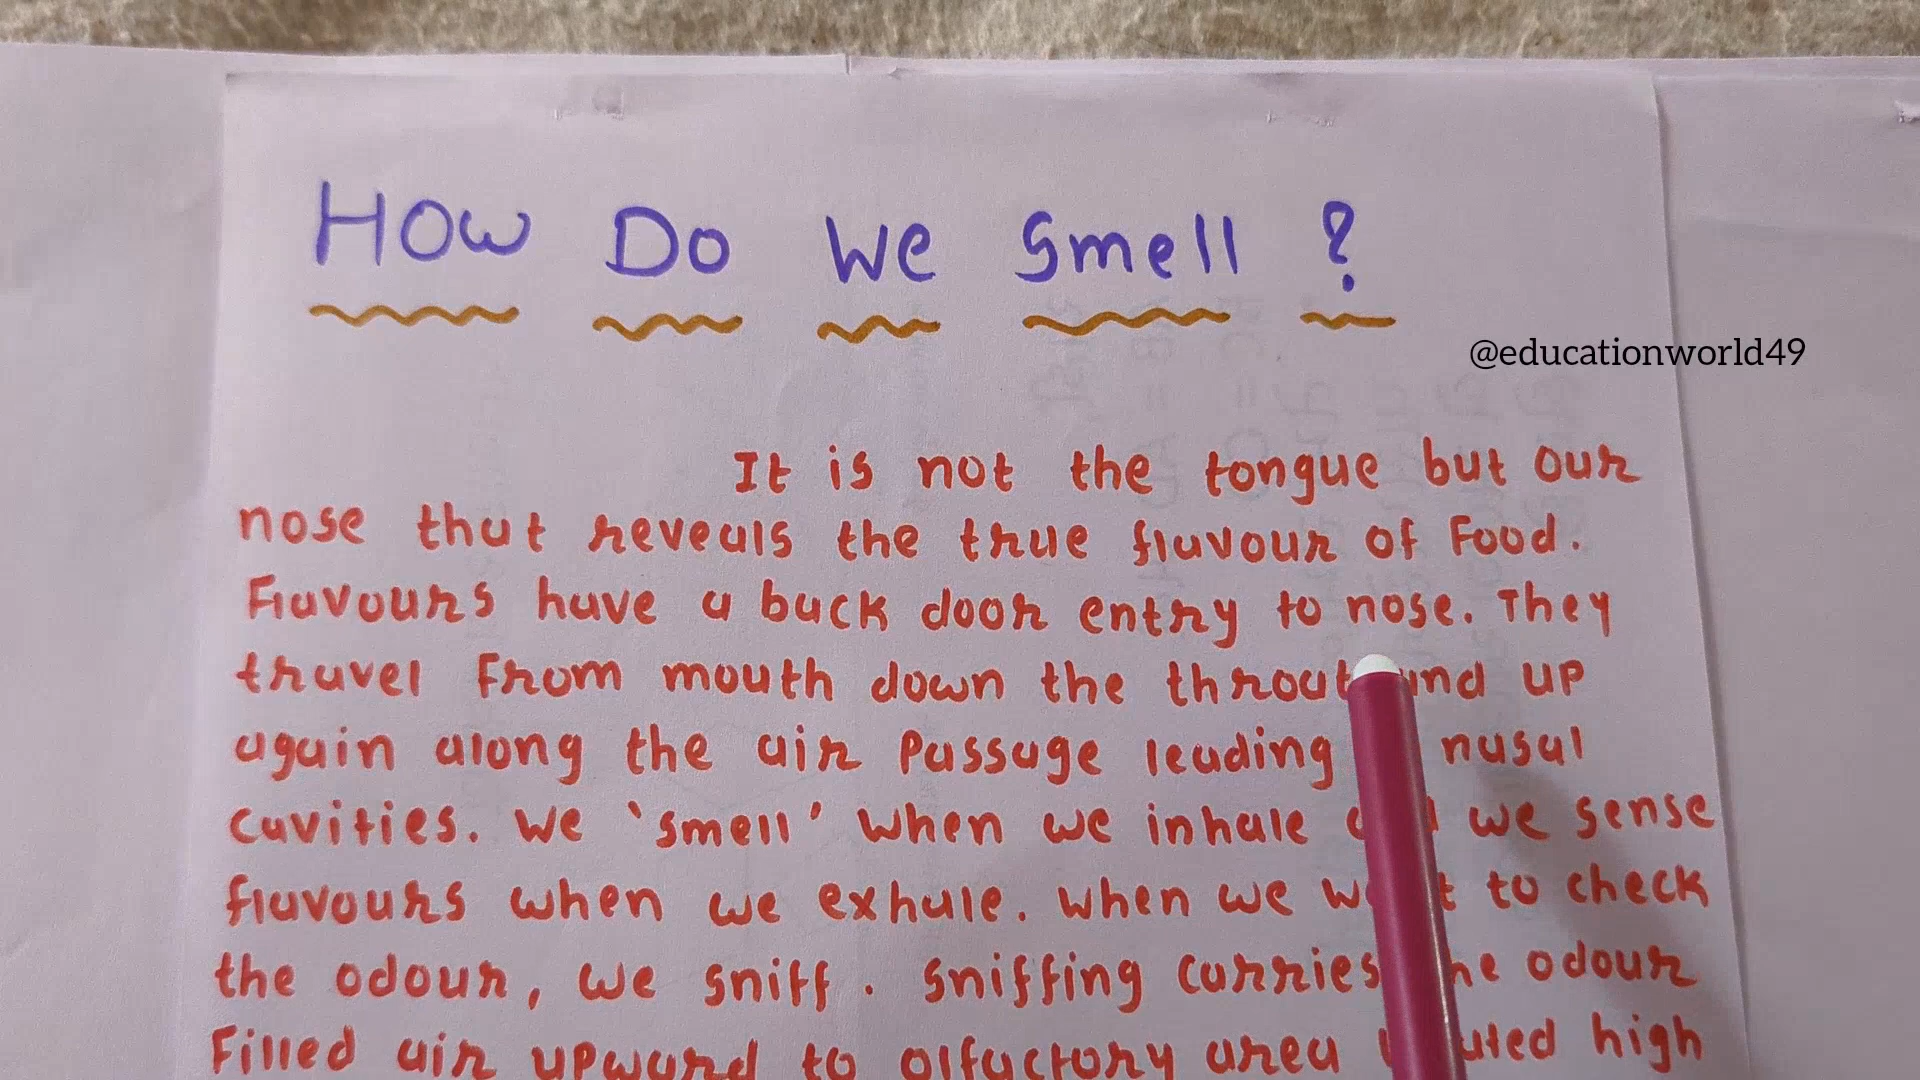 How Do We Smell ?
@educationworld49
It is not the tongue but our
nose that reveals the true flavour of Food.
Flavours have a back door entry to nose. They
travel From mouth down the throat and up
again along the air Passage leading nasal
cavities. We 'smell' when we inhale we sense
flavours when we exhale. When we want to check
the odour, we sniff. Sniffing carries the odour
Filled air upward to olfactory area high